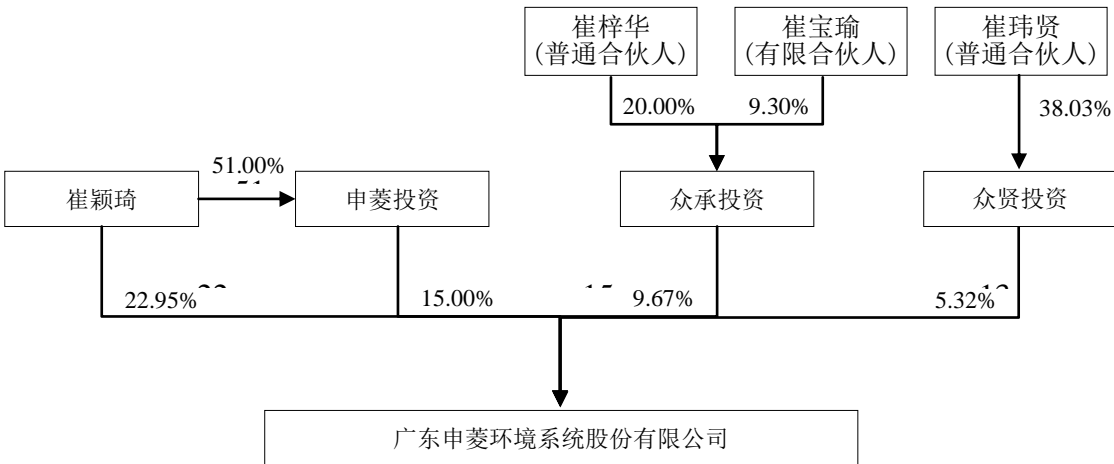 崔梓华
(普通合伙人)
崔宝瑜
(有限合伙人)
崔玮贤
(普通合伙人)
20.00%
9.30%
38.03%
51.00%
崔颖琦
申菱投资
众承投资
众贤投资
22.95%
15.00%
9.67%
5.32%
广东申菱环境系统股份有限公司